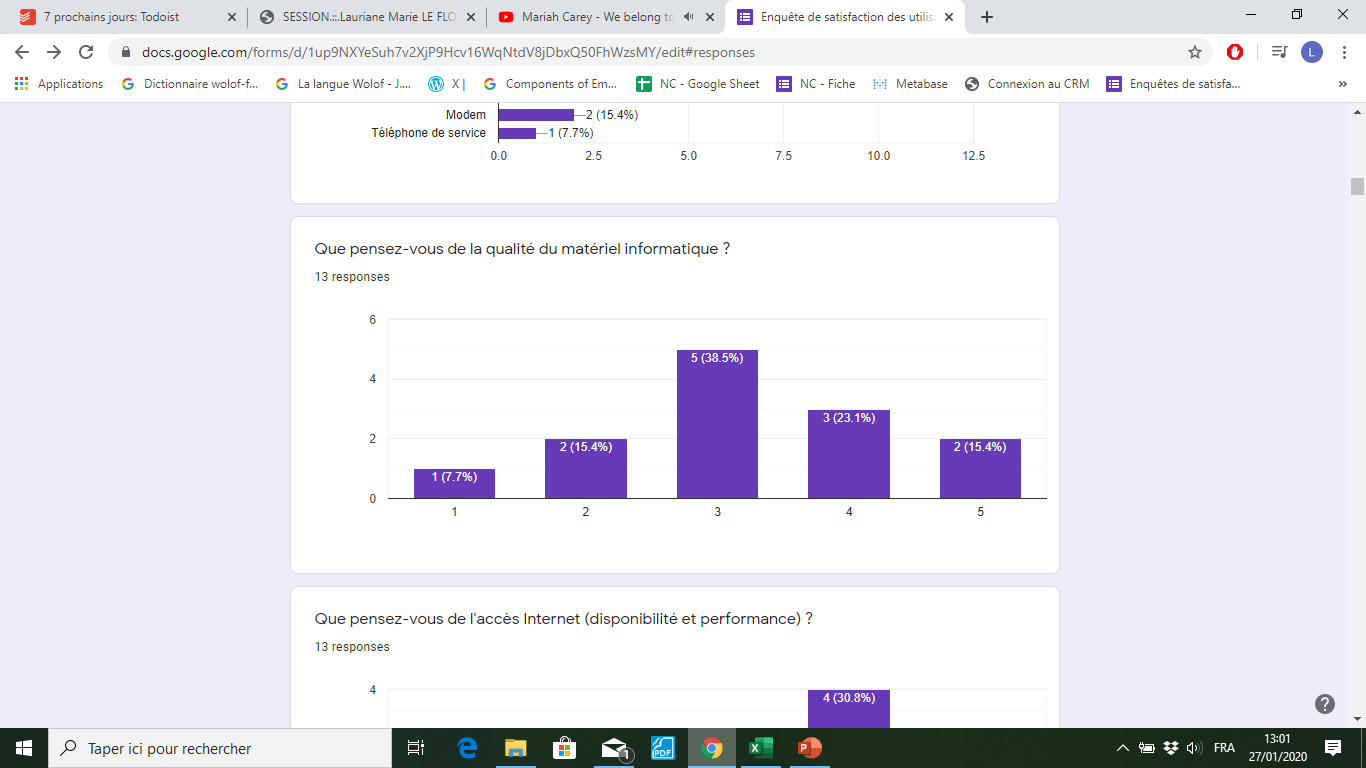 7 prochains jours: Todoist
SESSION.::.Lauriane Marie LE FLO
Mariah Carey - We belong to
Enquête de satisfaction des utilis
docs.google.com/forms/d/1up9NXYeSuh7v2XjP9Hcv16WqNtdV8jDbxQ50FhWzsMY/edit#responses
L
Applications
Dictionnaire wolof-f...
La langue Wolof - J....
X |
Components of Em...
NC - Google Sheet
NC - Fiche
Metabase
Connexion au CRM
Enquêtes de satisfa...
»
Modem
2 (15.4%)
Téléphone de service
1 (7.7%)
0.0 2.5 5.0 7.5 10.0 12.5
Que pensez-vous de la qualité du matériel informatique ?
13 responses
6
5 (38.5%)
4
3 (23.1%)
2
2 (15.4%)
2 (15.4%)
1 (7.7%)
0
1 2 3 4 5
Que pensez-vous de l'accès Internet (disponibilité et performance) ?
13 responses
4
4 (30.8%)
?
Taper ici pour rechercher
1
PDF
FRA
13:01
27/01/2020